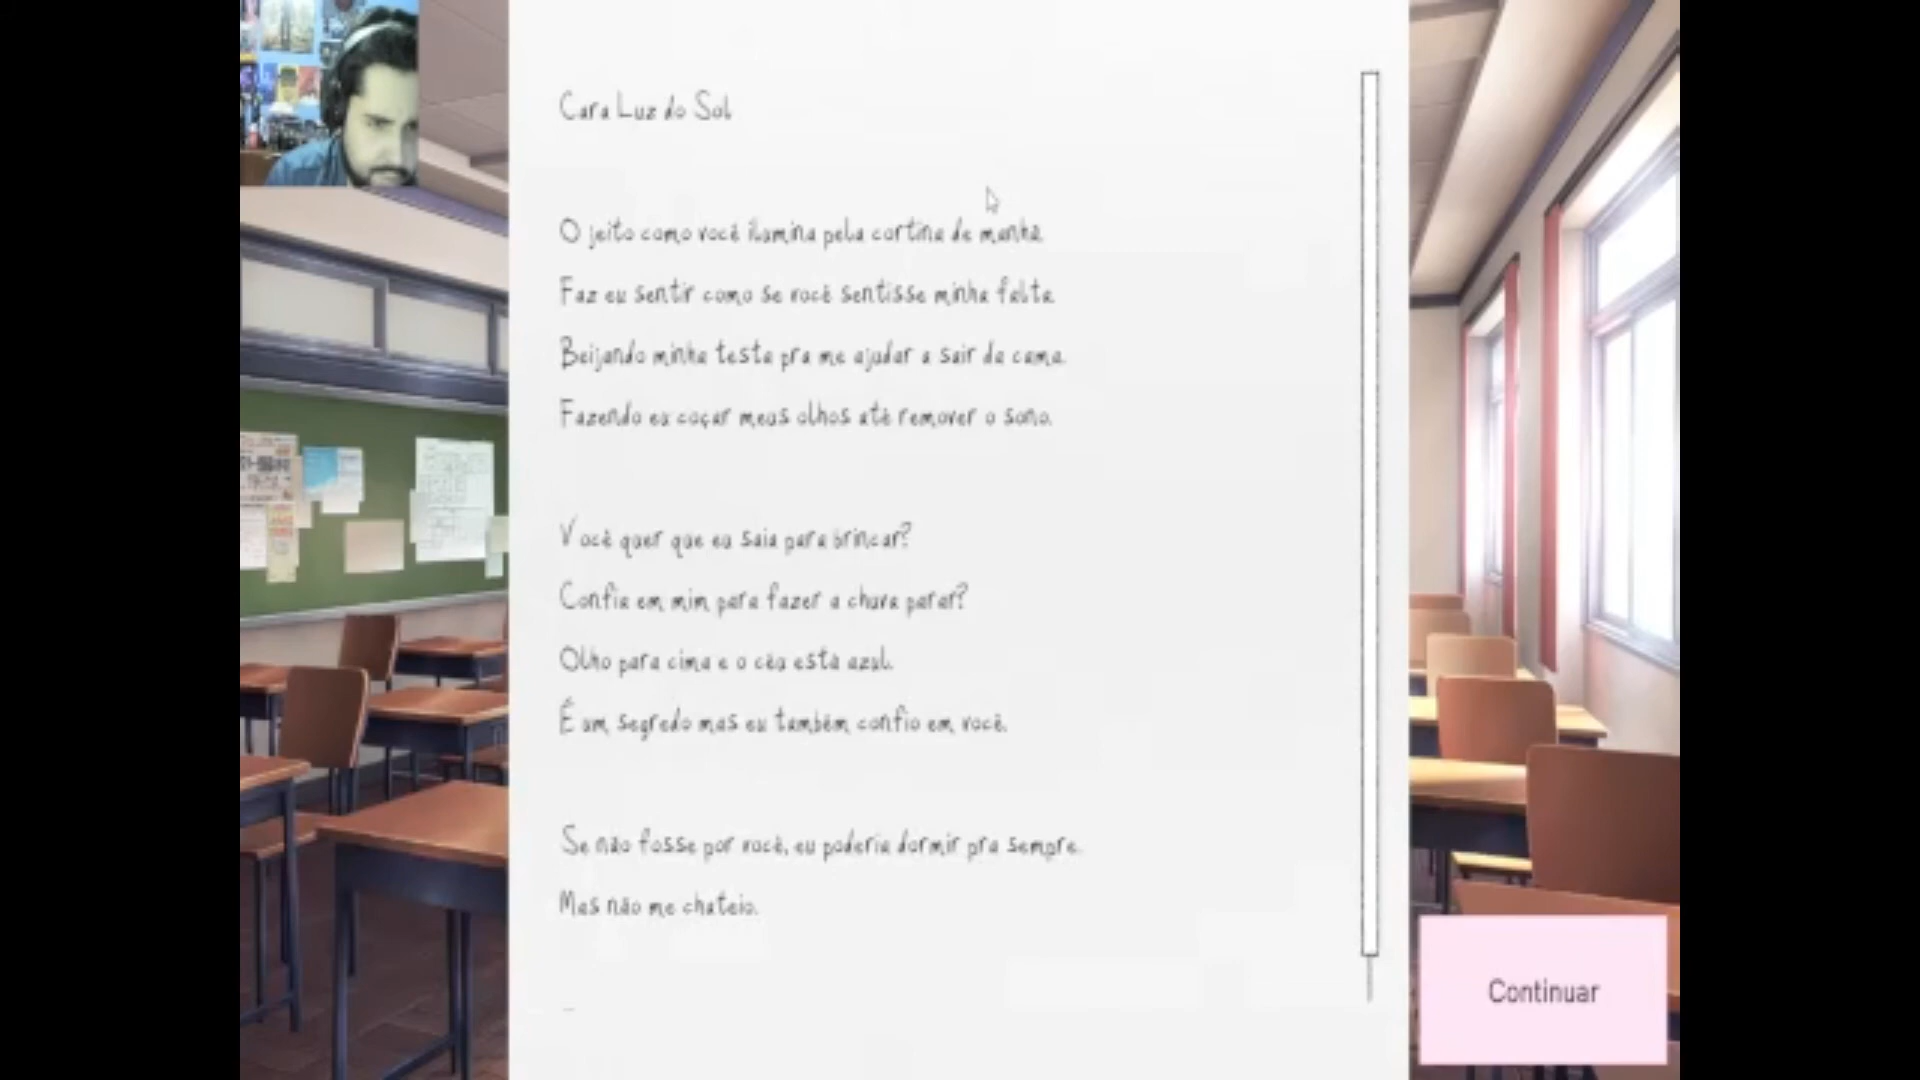 Cara Luz do Sol
O jeito como você ilumina pela cortina de manhã
Faz eu sentir como se você sentisse minha falta.
Beijando minha testa pra me ajudar a sair da cama.
Fazendo eu coçar meus olhos até remover o sono.
Você quer que eu saia para brincar?
Confia em mim para fazer a chuva parar?
Olho para cima e o céu está azul.
É um segredo mas eu também confio em você.
Se não fosse por você, eu poderia dormir pra sempre.
Mas não me chateio.
Continuar